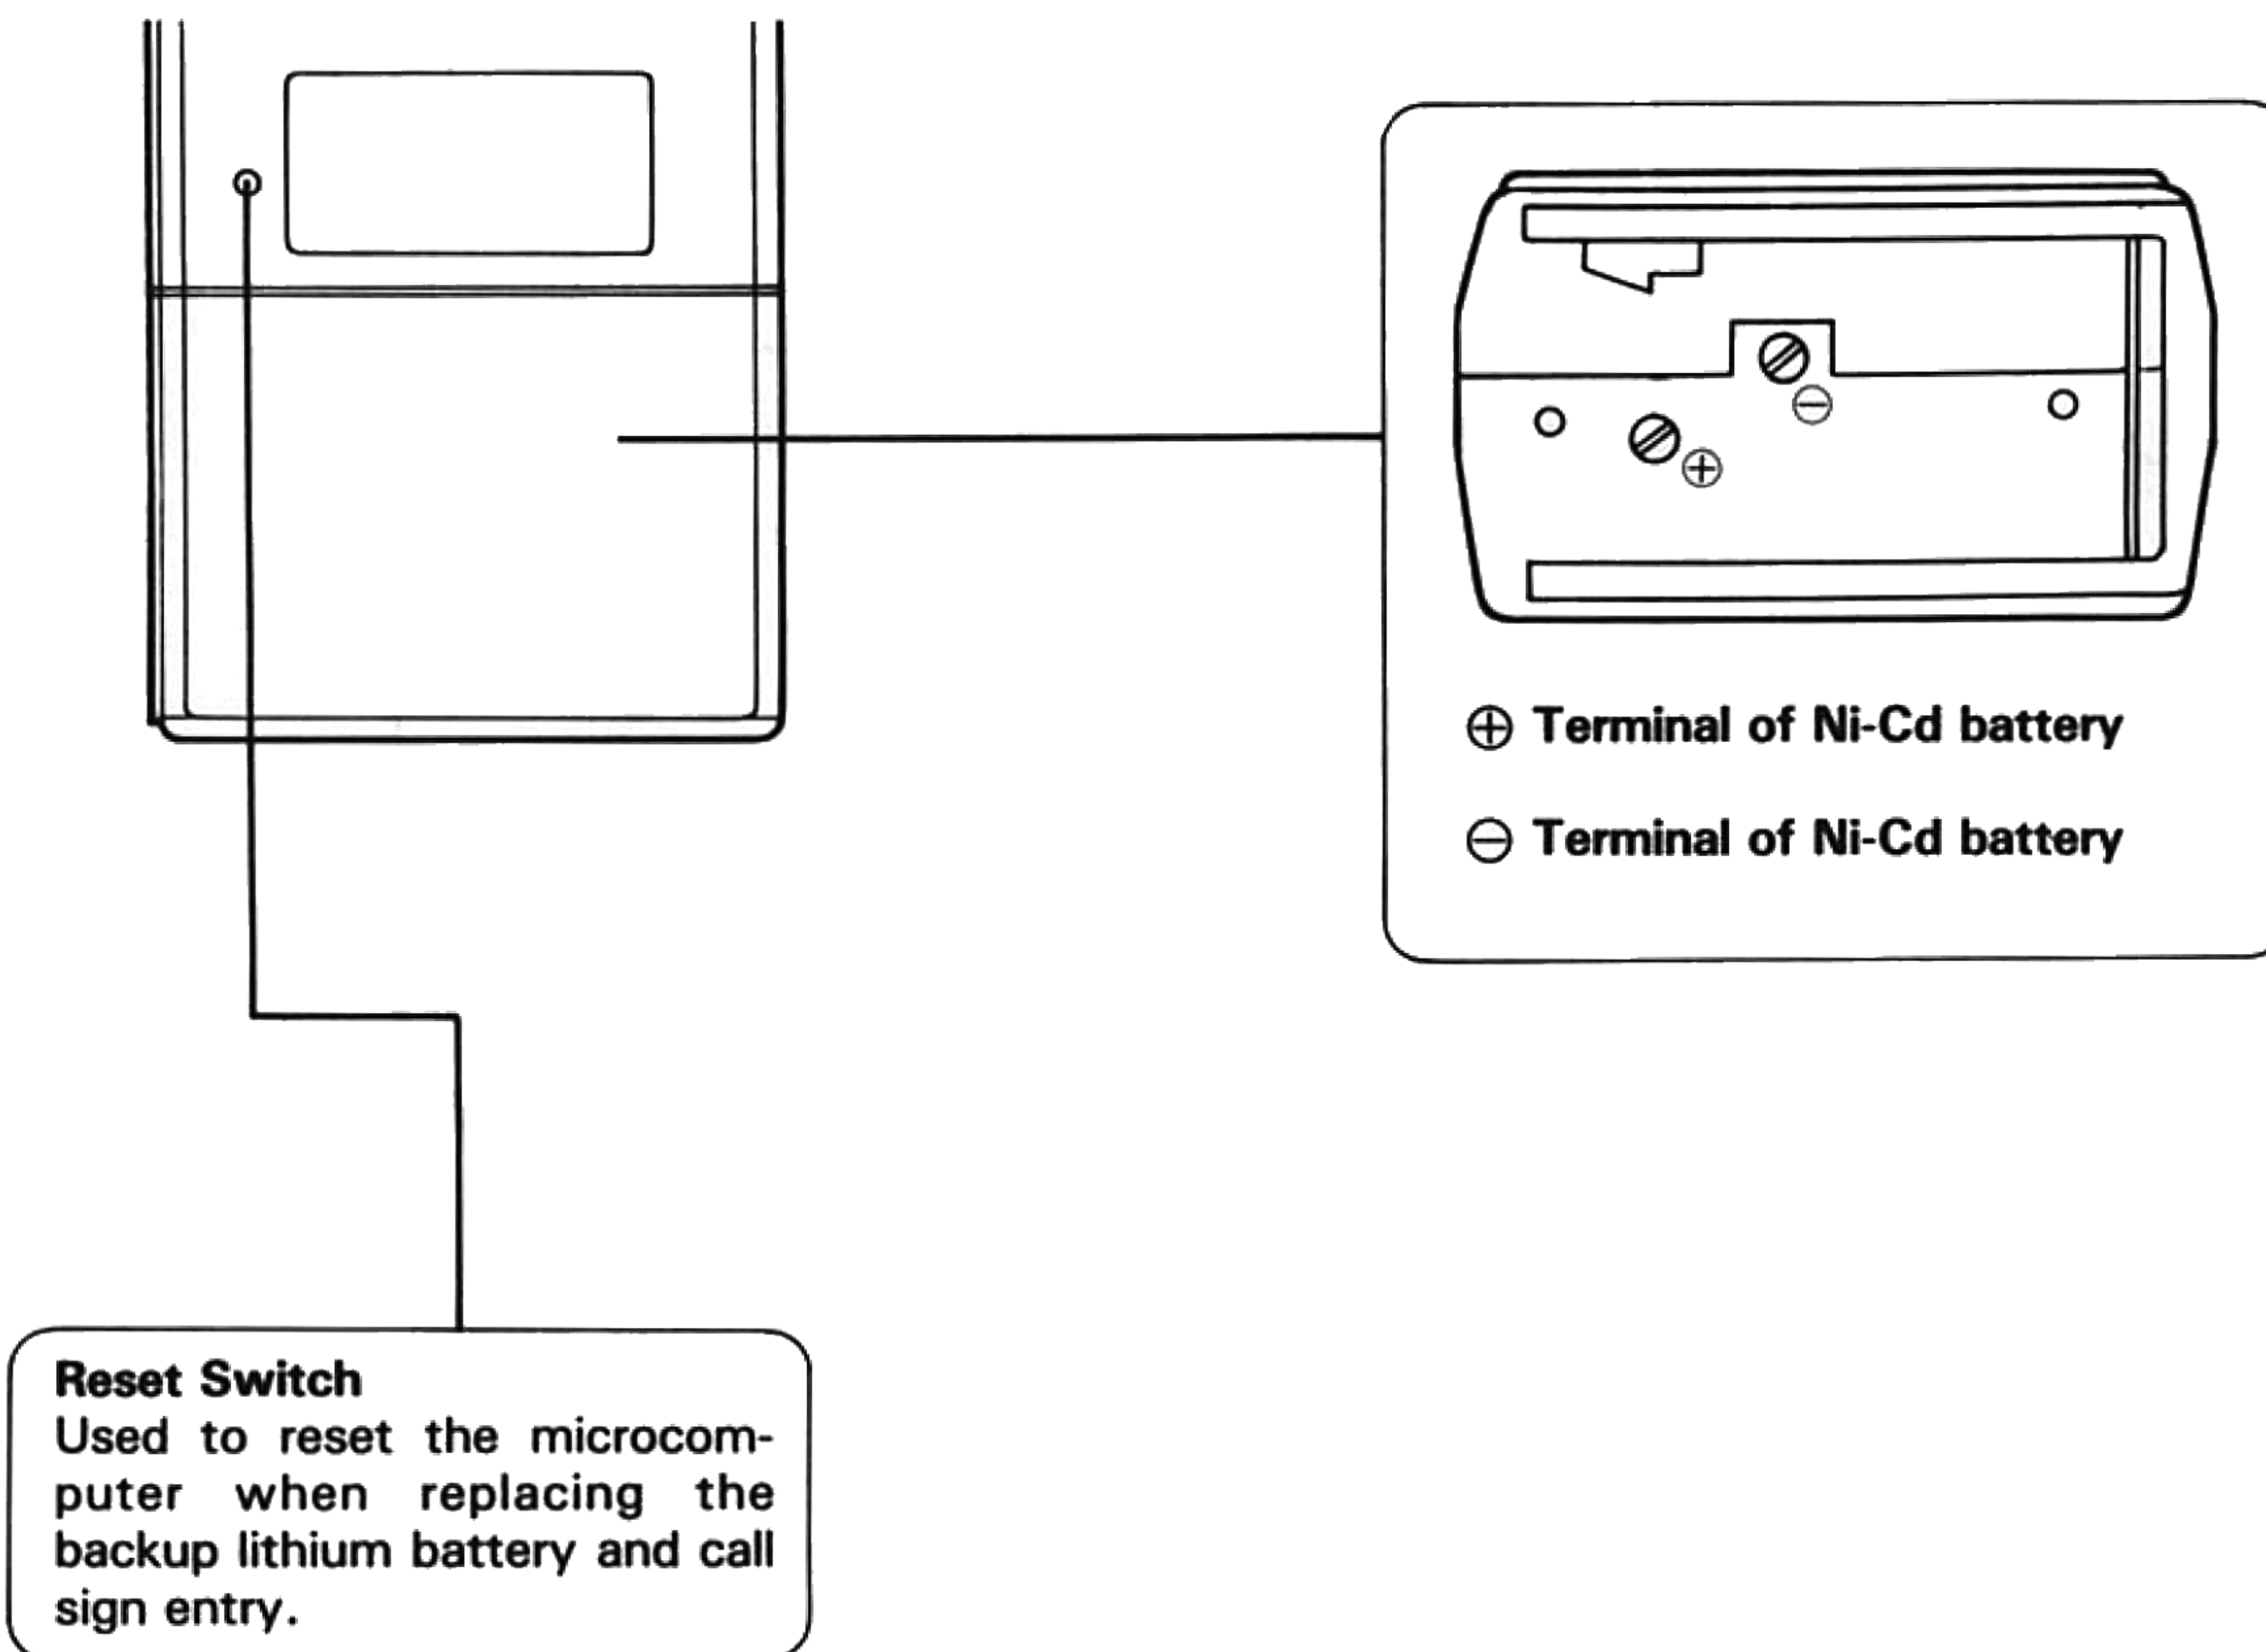 ⊖
⊕
⊕ Terminal of Ni-Cd battery
⊖ Terminal of Ni-Cd battery
Reset Switch
Used to reset the microcom-
puter when replacing the
backup lithium battery and call
sign entry.